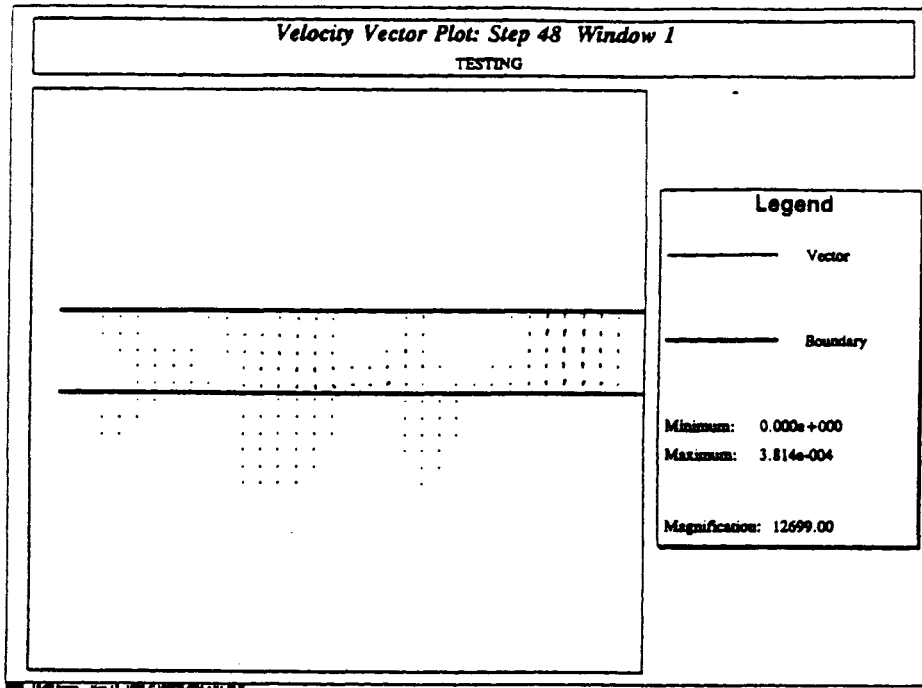 Velocity Vector Plot: Step 48 Window 1
TESTING
Legend
Vector
Boundary
Minimum: 0.000e+000
Maximum: 3.814e-004
Magnification: 12699.00